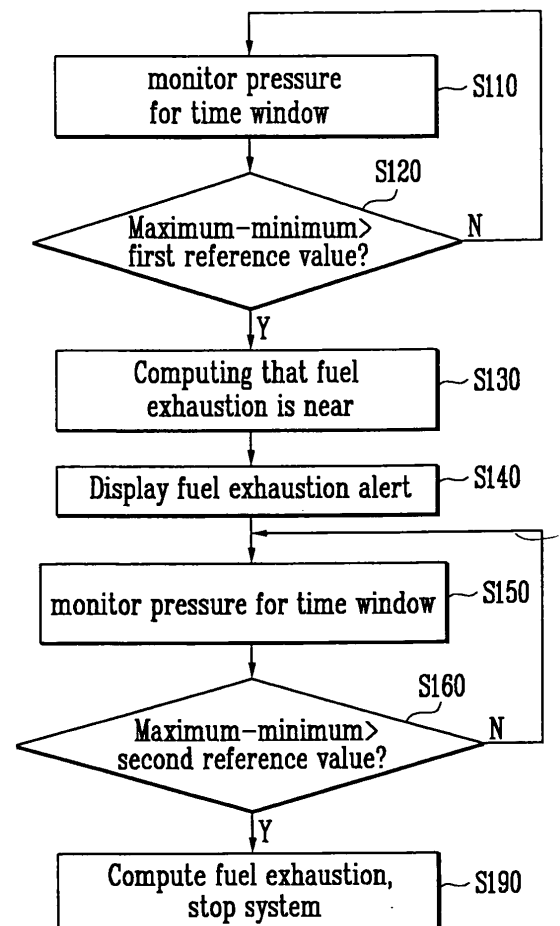 monitor pressure
for time window
S110
S120
Maximum-minimum>
first reference value?
N
Y
Computing that fuel
exhaustion is near
S130
Display fuel exhaustion alert
S140
monitor pressure for time window
S150
S160
Maximum-minimum>
second reference value?
N
Y
Compute fuel exhaustion,
stop system
S190